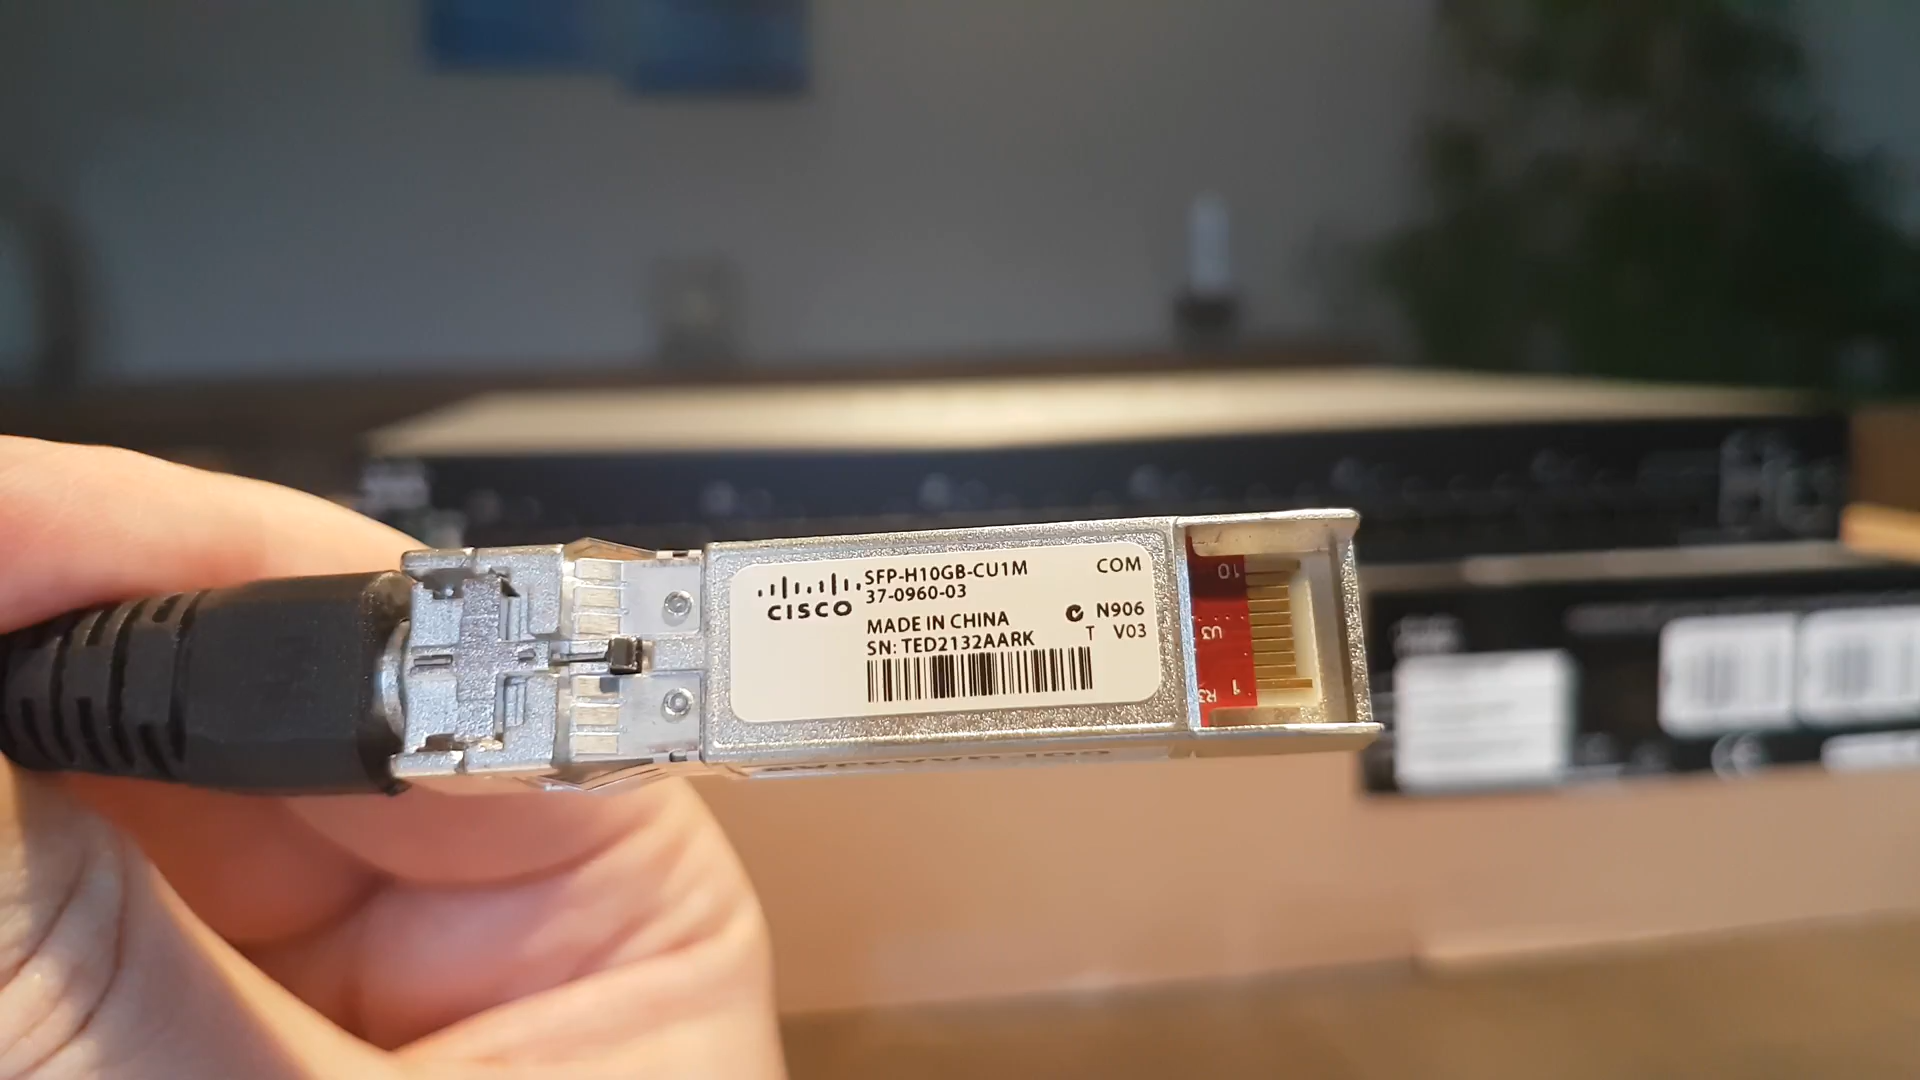 CISCO
SFP-H10GB-CU1M COM
37-0960-03
MADE IN CHINA N906
SN: TED2132AARK T V03
10
U3
1